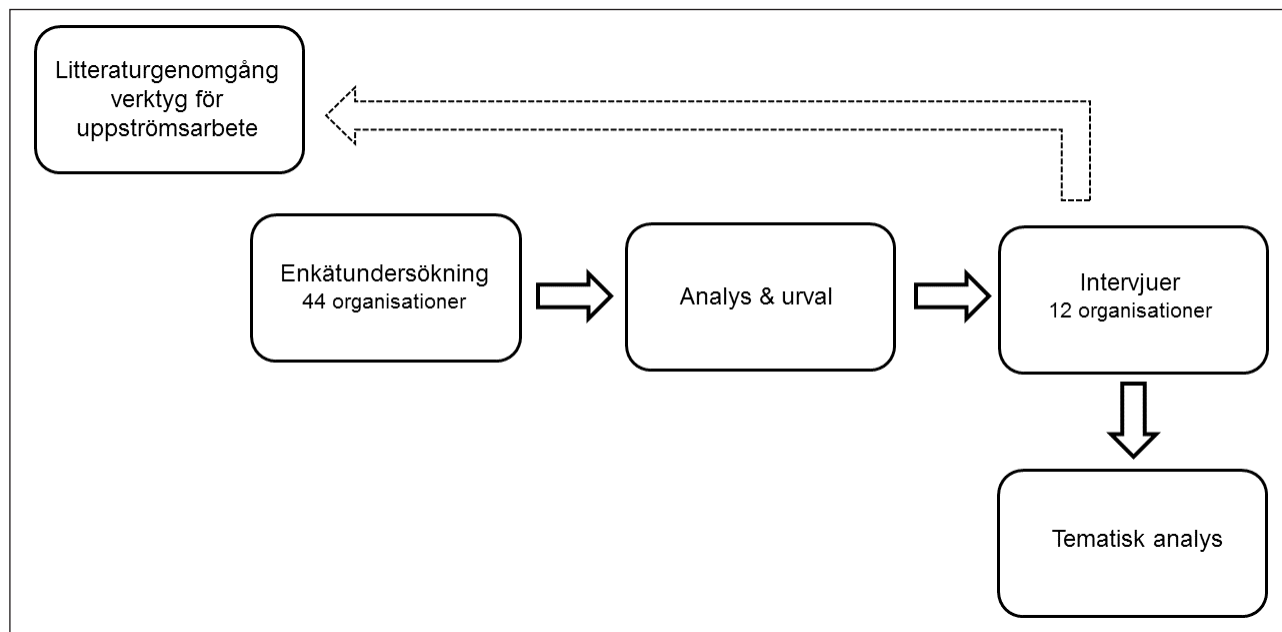 Litteraturgenomgång
verktyg för
uppströmsarbete
Enkätundersökning
44 organisationer
Analys & urval
Intervjuer
12 organisationer
Tematisk analys